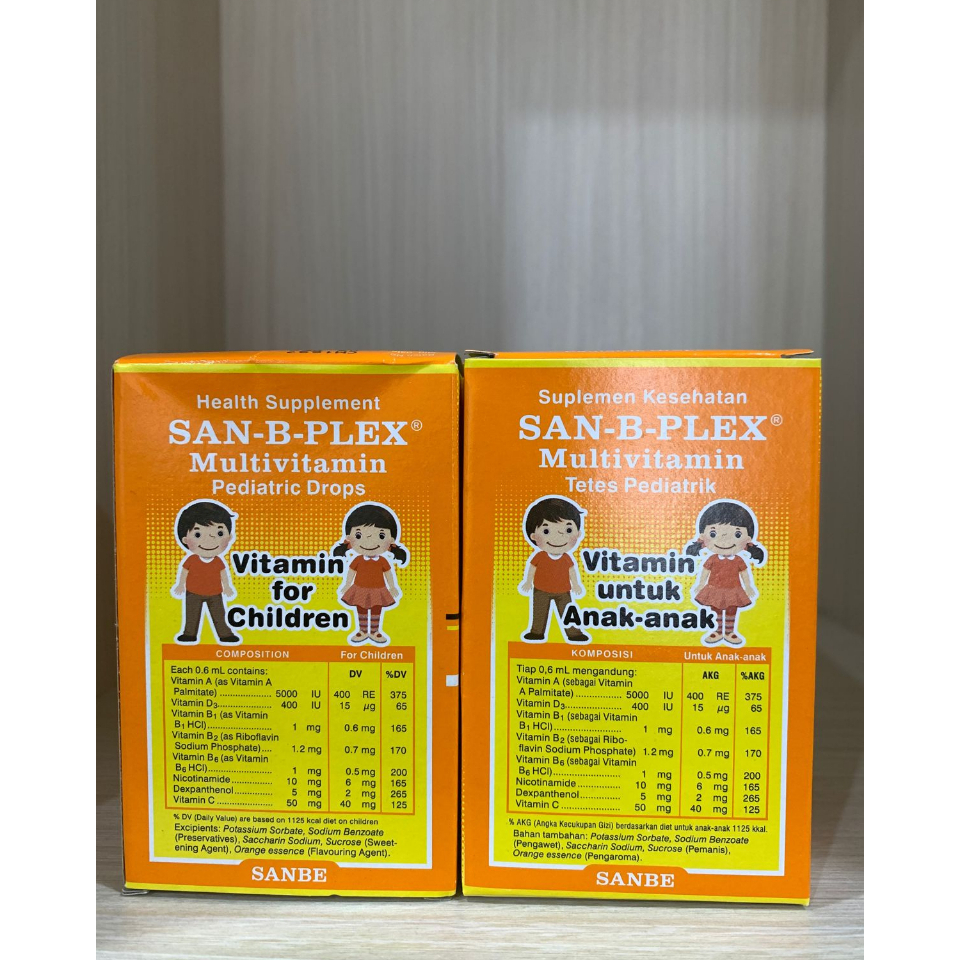 Health Supplement
SAN-B-PLEX®
Multivitamin
Pediatric Drops
Vitamin
for
Children
COMPOSITION For Children
Each 0.6 mL contains: DV %DV
Vitamin A (as Vitamin A
Palmitate) .................... 5000 IU 400 RE 375
Vitamin D3.................... 400 IU 15 µg 65
Vitamin B1 (as Vitamin
B1 HCl)........................ 1 mg 0.6 mg 165
Vitamin B2 (as Riboflavin
Sodium Phosphate).... 1.2 mg 0.7 mg 170
Vitamin B6 (as Vitamin
B6 HCl)........................ 1 mg 0.5 mg 200
Nicotinamide................ 10 mg 6 mg 165
Dexpanthenol............... 5 mg 2 mg 265
Vitamin C .................... 50 mg 40 mg 125
% DV (Daily Value) are based on 1125 kcal diet on children
Excipients: Potassium Sorbate, Sodium Benzoate
(Preservatives), Saccharin Sodium, Sucrose (Sweet-
ening Agent), Orange essence (Flavouring Agent).
SANBE
Suplemen Kesehatan
SAN-B-PLEX®
Multivitamin
Tetes Pediatrik
Vitamin
untuk
Anak-anak
KOMPOSISI Untuk Anak-anak
Tiap 0,6 mL mengandung: AKG %AKG
Vitamin A (sebagai Vitamin
A Palmitate) .................. 5000 IU 400 RE 375
Vitamin D3.................... 400 IU 15 µg 65
Vitamin B1 (sebagai Vitamin
B1 HCl)........................ 1 mg 0.6 mg 165
Vitamin B2 (sebagai Ribo-
flavin Sodium Phosphate) 1.2 mg 0.7 mg 170
Vitamin B6 (sebagai Vitamin
B6 HCl)........................ 1 mg 0.5 mg 200
Nicotinamide................ 10 mg 6 mg 165
Dexpanthenol............... 5 mg 2 mg 265
Vitamin C .................... 50 mg 40 mg 125
% AKG (Angka Kecukupan Gizi) berdasarkan diet untuk anak-anak 1125 kkal.
Bahan tambahan: Potassium Sorbate, Sodium Benzoate
(Pengawet), Saccharin Sodium, Sucrose (Pemanis),
Orange essence (Pengaroma).
SANBE